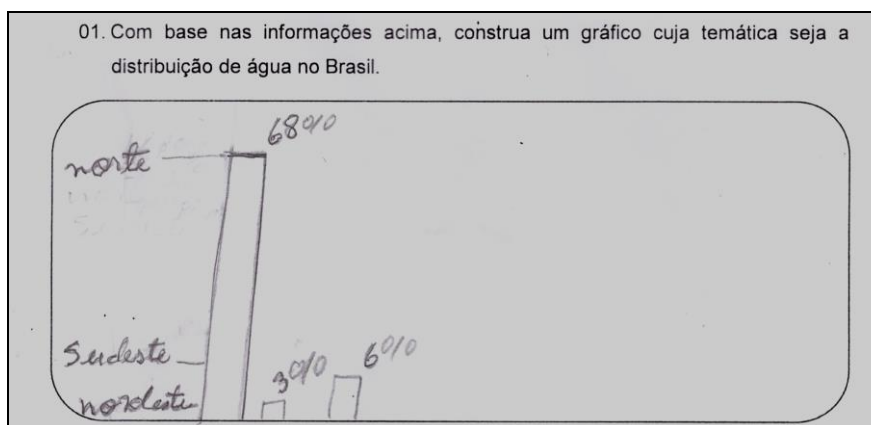 01. Com base nas informações acima, construa um gráfico cuja temática seja a
distribuição de água no Brasil.
68%
norte
Sudeste
3%
6%
nordeste